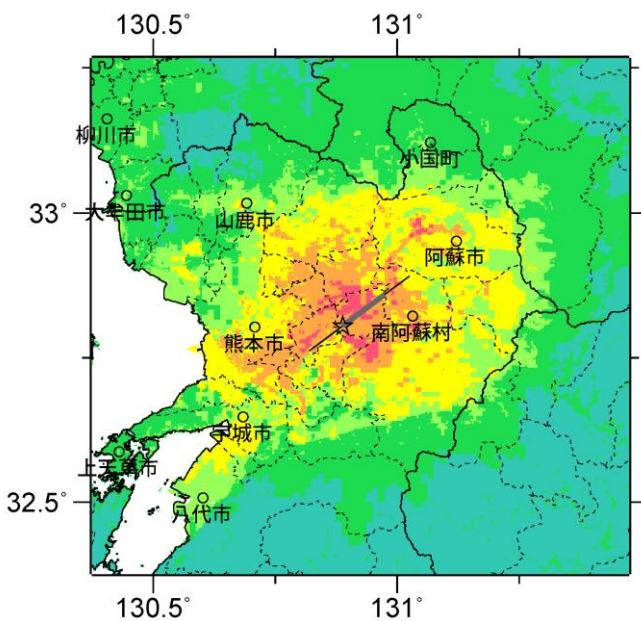 130.5° 131°
柳川市
小国町
33°
大牟田市
山鹿市
阿蘇市
熊本市
南阿蘇村
宇城市
上天草市
32.5°
八代市
130.5° 131°